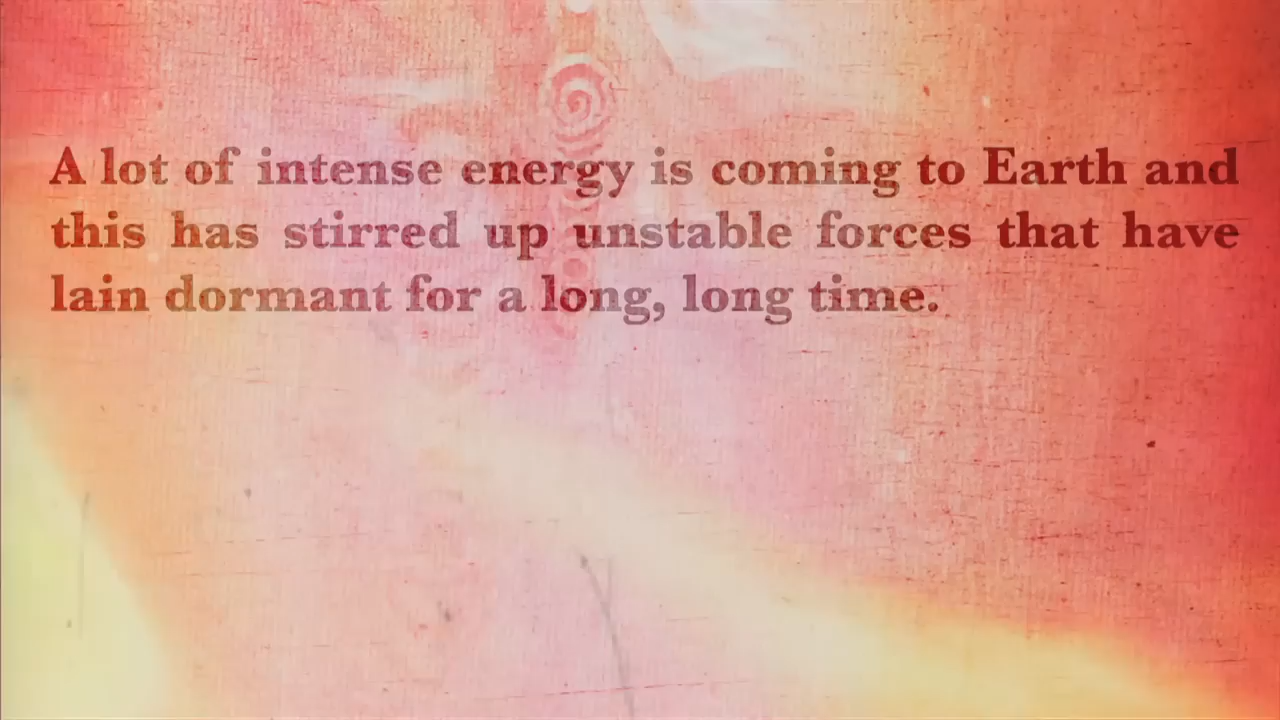 A lot of intense energy is coming to Earth and
this has stirred up unstable forces that have
lain dormant for a long, long time.